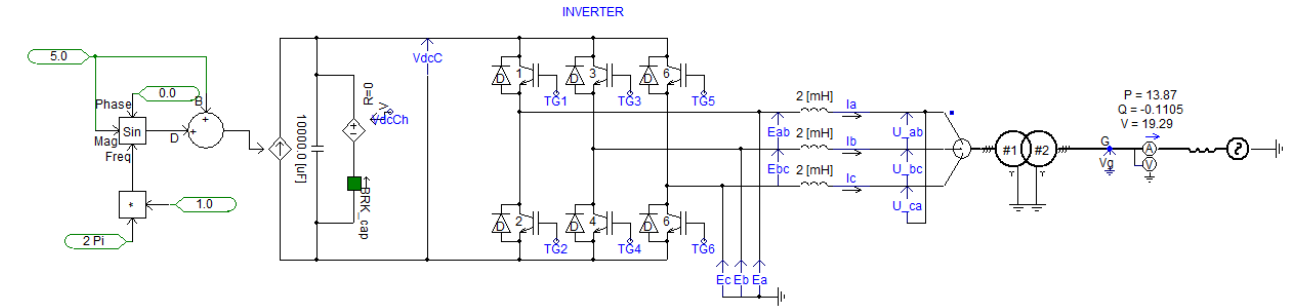 INVERTER
5.0
0.0
Phase
B
Sin
D
+
+
Mag
Freq
*
1.0
2 Pi
10000.0 [uF]
R=0
VdcCh
BRK_cap
VdcC
D
1
TG1
D
3
TG3
D
6
TG5
D
2
TG2
D
4
TG4
D
6
TG6
2 [mH]
Ia
Eab
U_ab
2 [mH]
Ib
Ebc
U_bc
2 [mH]
Ic
U_ca
Ec
Eb
Ea
#1
#2
G
Vg
P = 13.87
Q = -0.1105
V = 19.29
A
V